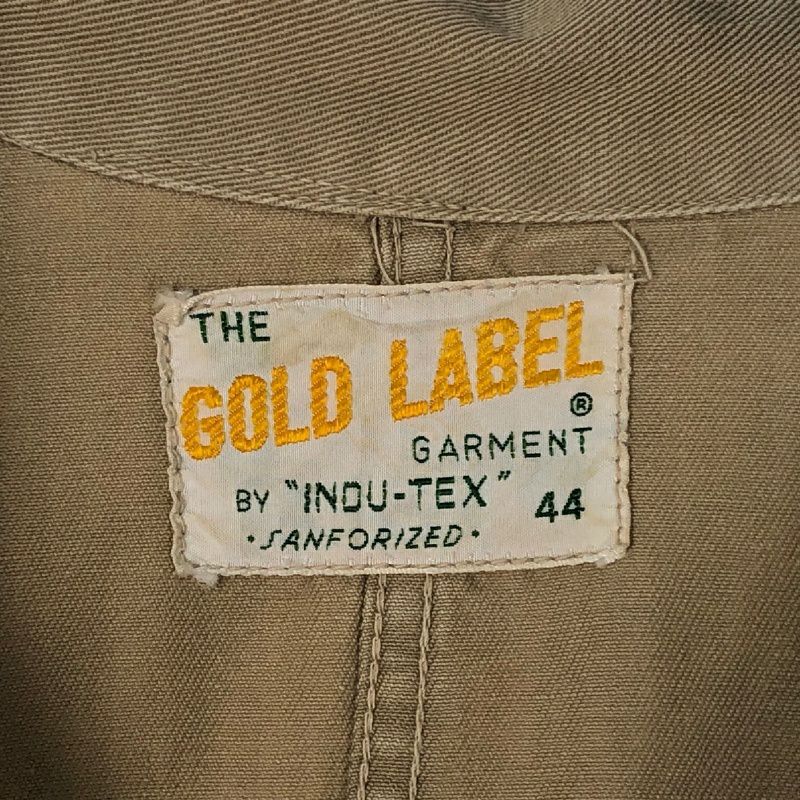 THE
GOLD LABEL
®
GARMENT
BY "INDU-TEX" 44
•SANFORIZED•